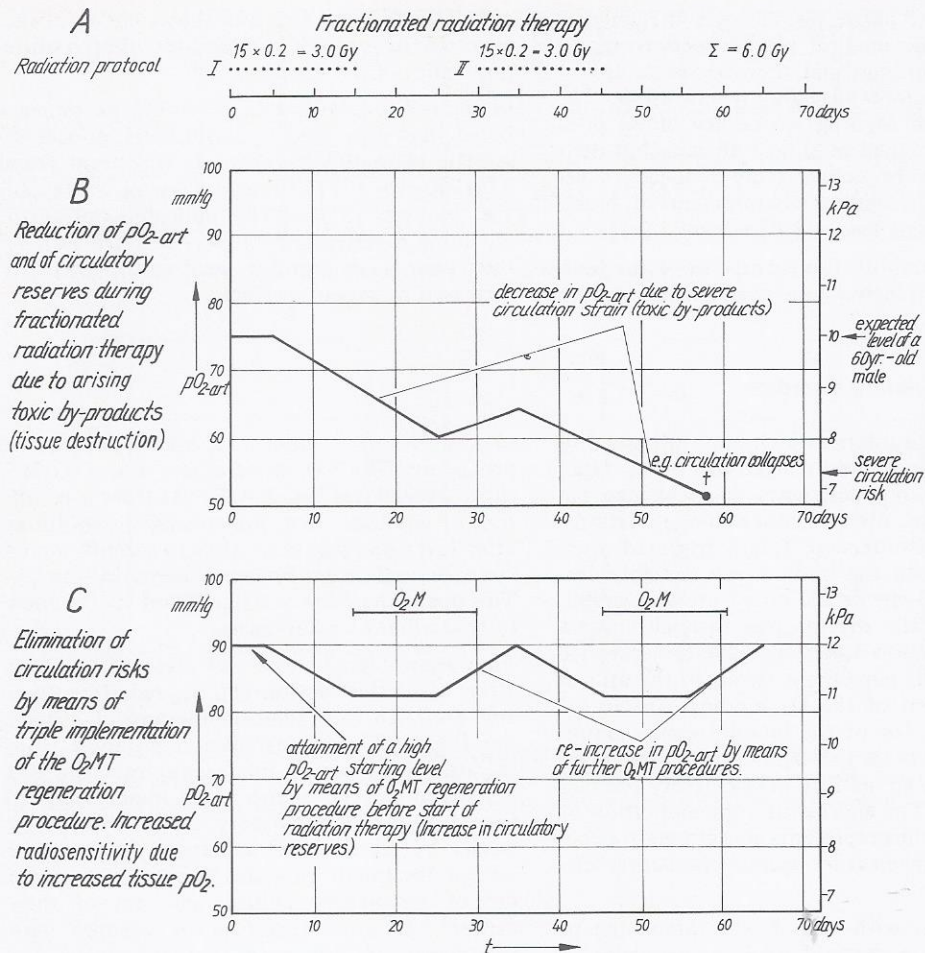 A
Fractionated radiation therapy
15 × 0.2 = 3.0 Gy
15 × 0.2 = 3.0 Gy
Σ = 6.0 Gy
Radiation protocol
I
II
0 10 20 30 40 50 60 70 days
B
Reduction of pO2-art
and of circulatory
reserves during
fractionated
radiation therapy
due to arising
toxic by-products
(tissue destruction)
mmHg
100
90
80
70
60
50
pO2-art
decrease in pO2-art due to severe
circulation strain (toxic by-products)
e.g. circulation collapses
†
13
kPa
12
11
10
9
8
7
expected
level of a
60yr.-old
male
severe
circulation
risk
0 10 20 30 40 50 60 70 days
C
Elimination of
circulation risks
by means of
triple implementation
of the O2MT
regeneration
procedure. Increased
radiosensitivity due
to increased tissue pO2.
mmHg
100
90
80
70
60
50
pO2-art
O2M
O2M
attainment of a high
pO2-art starting level
by means of O2MT regeneration
procedure before start of
radiation therapy (Increase in circulatory
reserves)
re-increase in pO2-art by means
of further O2MT procedures.
13
kPa
12
11
10
9
8
7
0 10 20 30 40 50 60 70 days
t